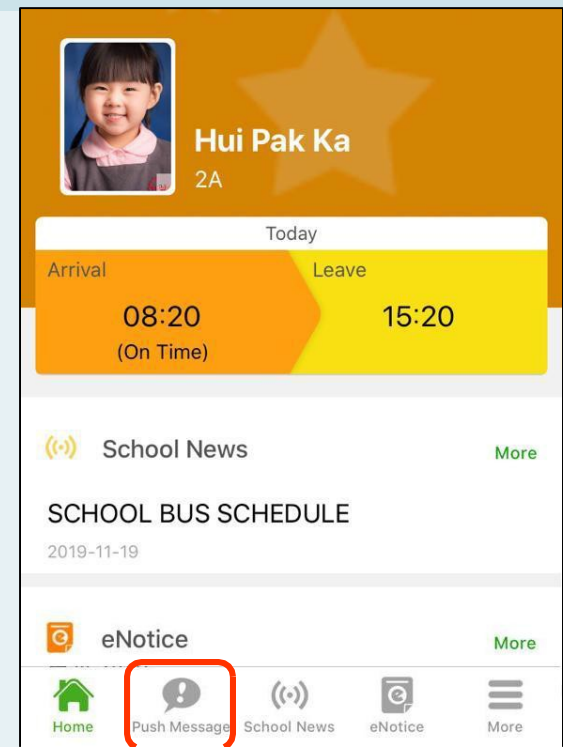 Hui Pak Ka
2A
Today
Arrival
Leave
08:20
15:20
(On Time)
School News
More
SCHOOL BUS SCHEDULE
2019-11-19
eNotice
More
Home
Push Message
School News
eNotice
More